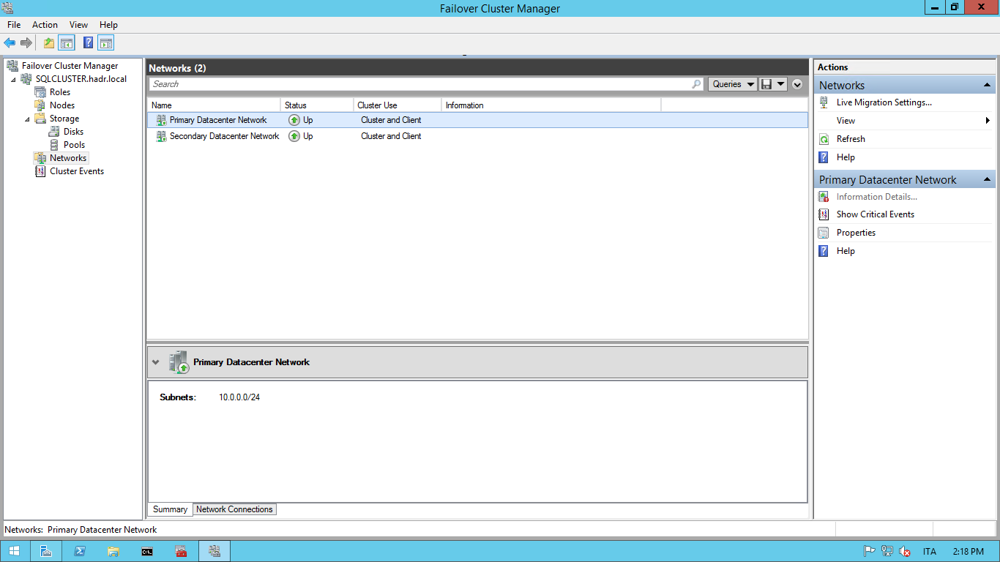 Failover Cluster Manager
File Action View Help
Failover Cluster Manager
SQLCLUSTER.hadr.local
Roles
Nodes
Storage
Disks
Pools
Networks
Cluster Events
Networks (2)
Search
Queries
Name Status Cluster Use Information
Primary Datacenter Network Up Cluster and Client
Secondary Datacenter Network Up Cluster and Client
Primary Datacenter Network
Subnets: 10.0.0.0/24
Summary Network Connections
Actions
Networks
Live Migration Settings...
View
Refresh
Help
Primary Datacenter Network
Information Details...
Show Critical Events
Properties
Help
Networks: Primary Datacenter Network
ITA 2:18 PM